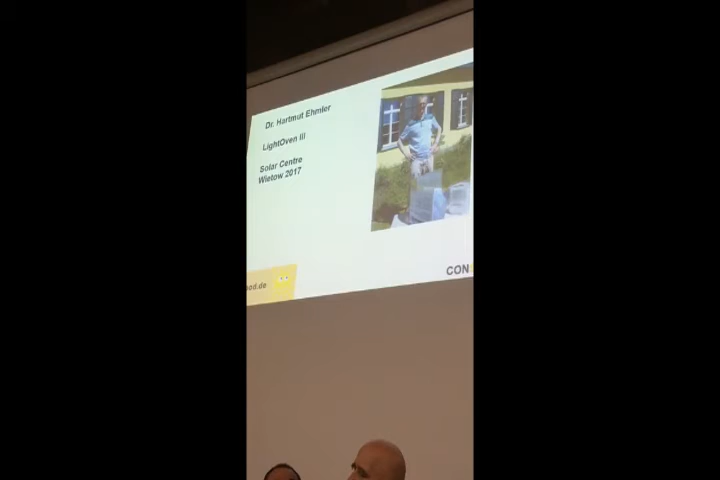 Dr. Hartmut Ehmler
LightOven III
Solar Centre
Wietow 2017
CON